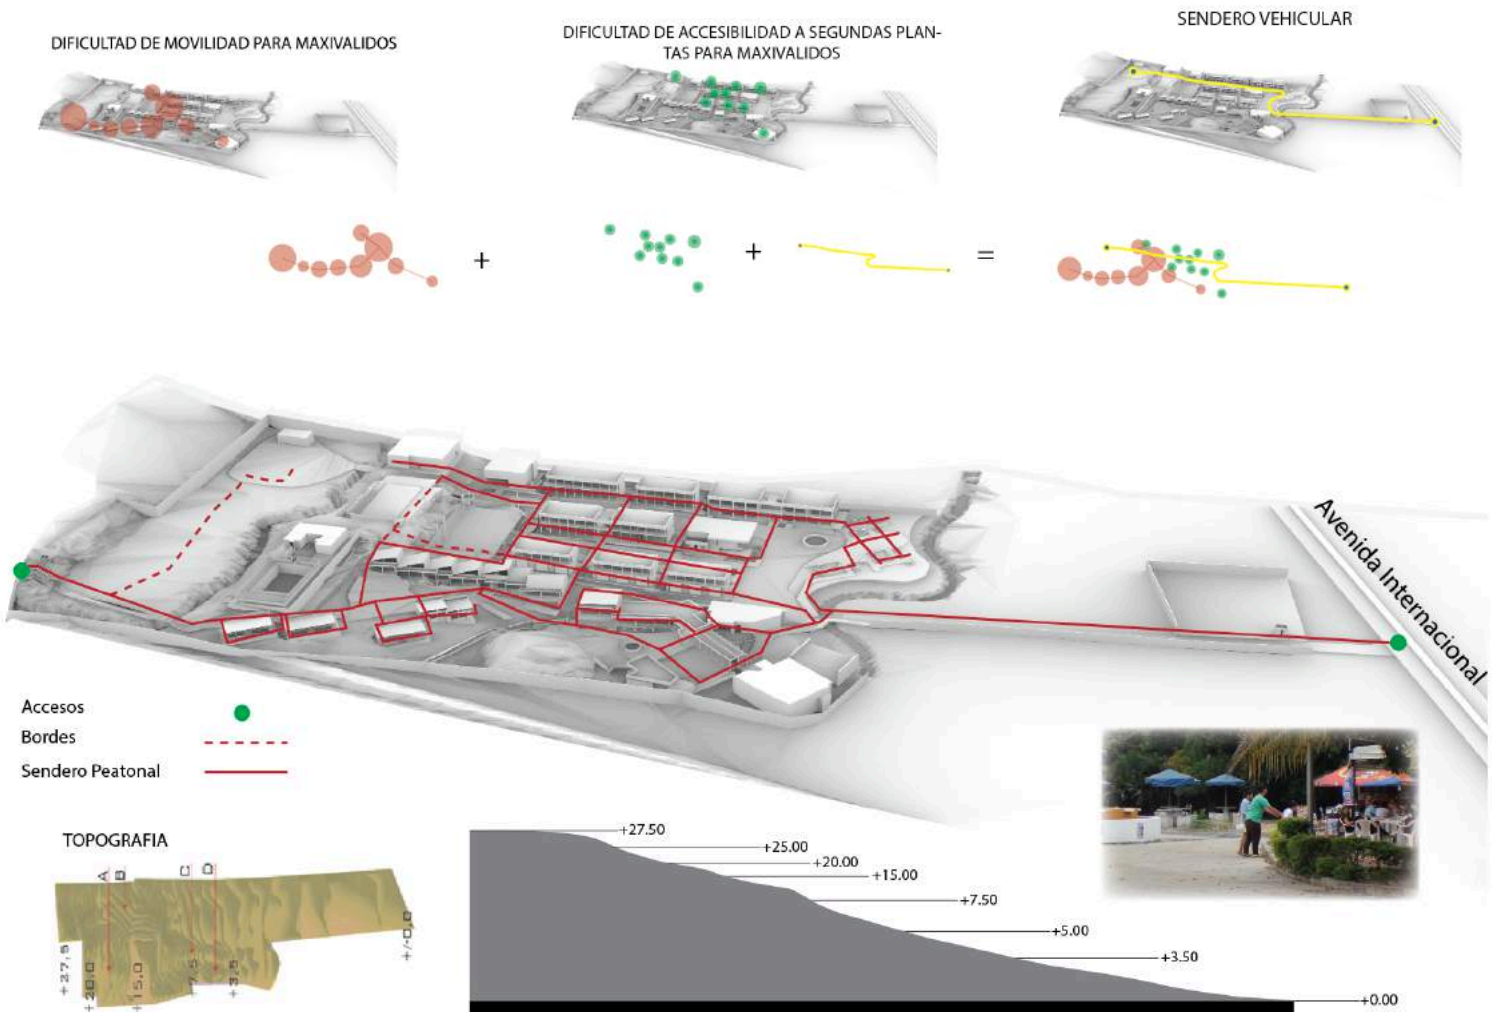 DIFICULTAD DE MOVILIDAD PARA MAXIVALIDOS
DIFICULTAD DE ACCESIBILIDAD A SEGUNDAS PLAN-
TAS PARA MAXIVALIDOS
SENDERO VEHICULAR
+
+
=
Avenida Internacional
Accesos
Bordes
Sendero Peatonal
TOPOGRAFIA
A
B
C
D
+27,5
+20.0
+15.0
+7.5
+3,5
+/-0,0
+27.50
+25.00
+20.00
+15.00
+7.50
+5.00
+3.50
+0.00